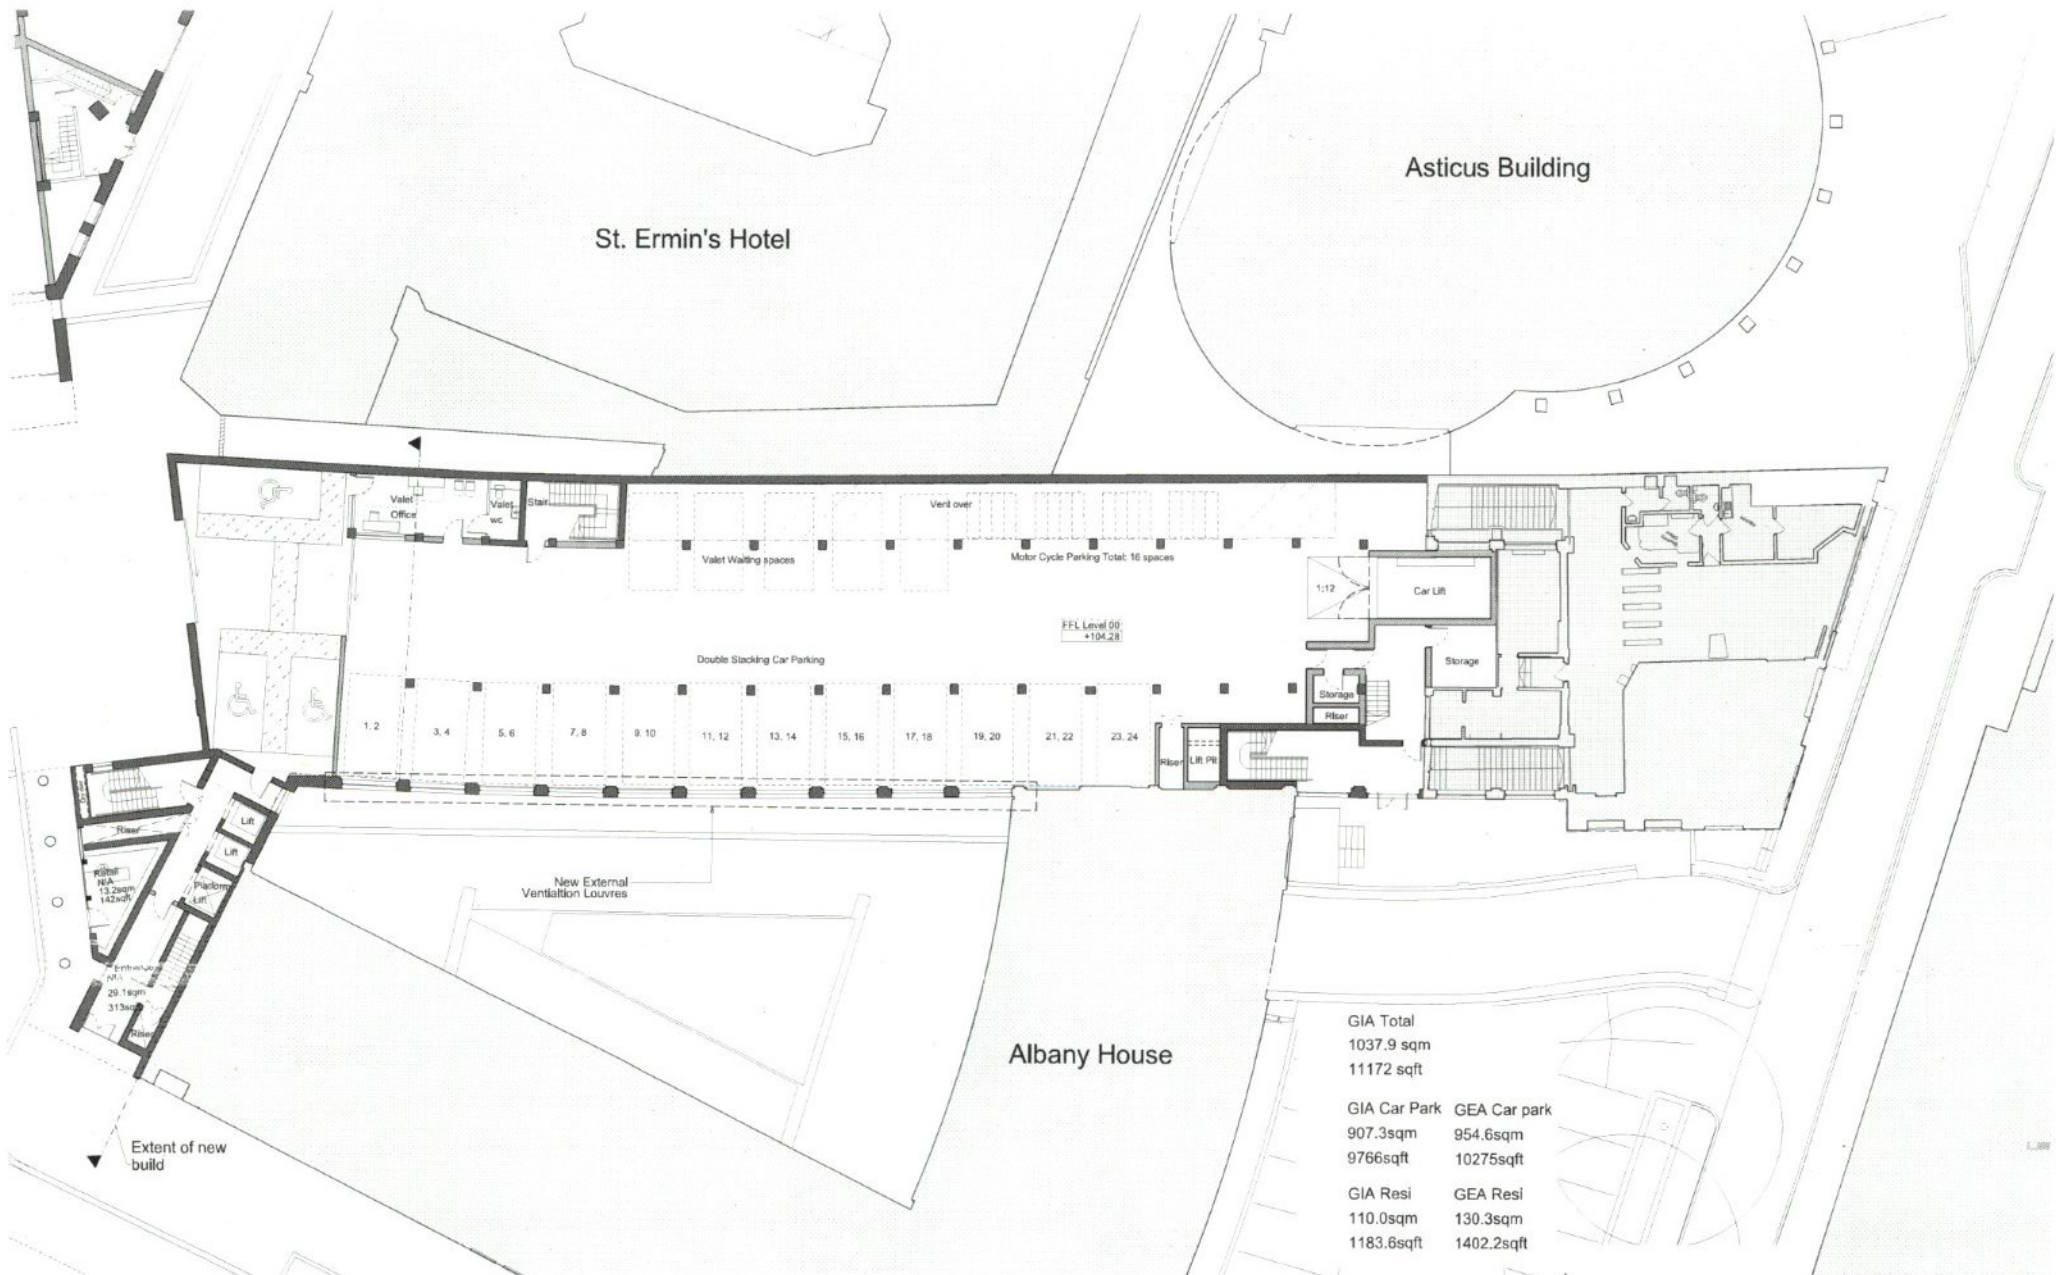 Asticus Building
St. Ermin's Hotel
Valet
Office
Valet
wc
Stair
Vent over
Valet Waiting spaces
Motor Cycle Parking Total: 16 spaces
1:12
Car Lift
FFL Level 00
+104.28
Double Stacking Car Parking
Storage
Storage
Riser
1, 2
3, 4
5, 6
7, 8
9, 10
11, 12
13, 14
15, 16
17, 18
19, 20
21, 22
23, 24
Riser
Lift Pit
Lift
Riser
Lift
Retail
NIA
13.2sqm
142sqft
Platform
Lift
New External
Ventialtion Louvres
NIA
29.1sqm
Riser
Albany House
Extent of new
build
GIA Total
1037.9 sqm
11172 sqft
GIA Car Park GEA Car park
907.3sqm 954.6sqm
9766sqft 10275sqft
GIA Resi GEA Resi
110.0sqm 130.3sqm
1183.6sqft 1402.2sqft